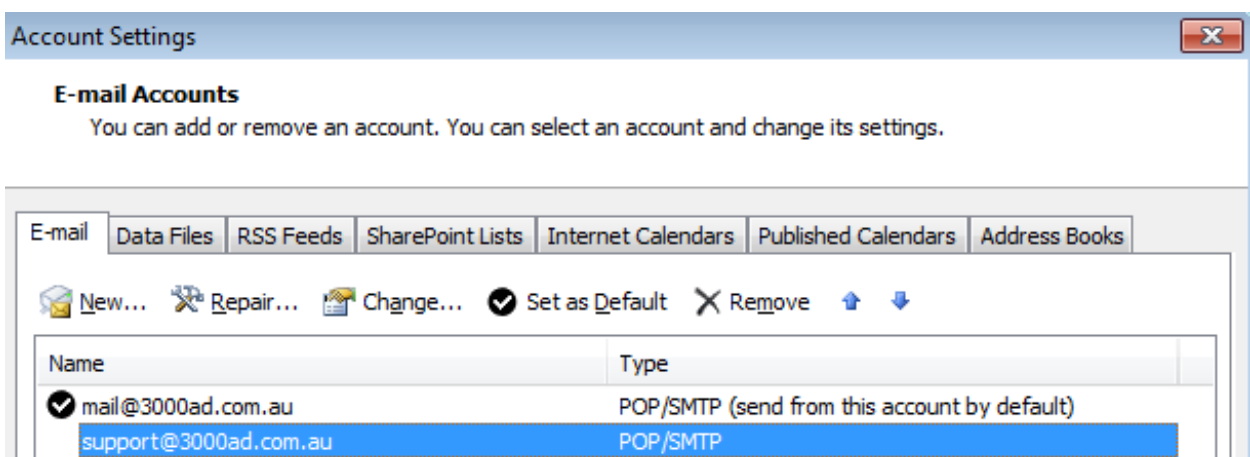 Account Settings
E-mail Accounts
You can add or remove an account. You can select an account and change its settings.
E-mail Data Files RSS Feeds SharePoint Lists Internet Calendars Published Calendars Address Books
New... Repair... Change... Set as Default Remove
Name Type
mail@3000ad.com.au POP/SMTP (send from this account by default)
support@3000ad.com.au POP/SMTP